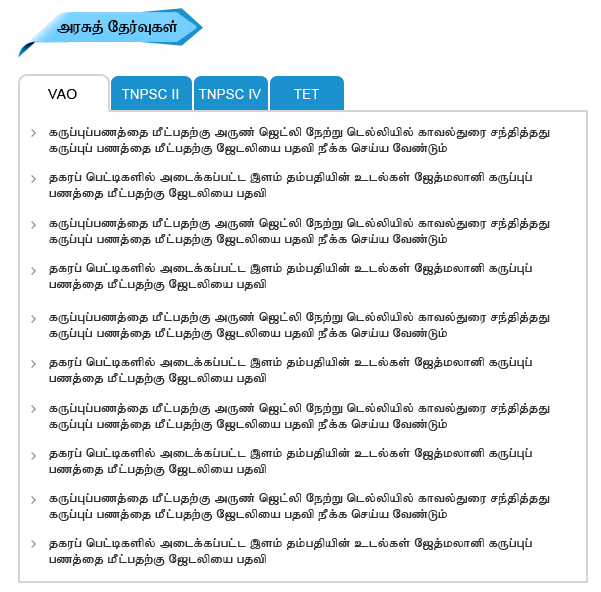 அரசுத் தேர்வுகள்
VAO TNPSC II TNPSC IV TET
கருப்புப்பணத்தை மீட்பதற்கு அருண் ஜெட்லி நேற்று டெல்லியில் காவல்துரை சந்தித்தது
கருப்புப் பணத்தை மீட்பதற்கு ஜேடலியை பதவி நீக்க செய்ய வேண்டும்
தகரப் பெட்டிகளில் அடைக்கப்பட்ட இளம் தம்பதியின் உடல்கள் ஜேத்மலானி கருப்புப்
பணத்தை மீட்பதற்கு ஜேடலியை பதவி
கருப்புப்பணத்தை மீட்பதற்கு அருண் ஜெட்லி நேற்று டெல்லியில் காவல்துரை சந்தித்தது
கருப்புப் பணத்தை மீட்பதற்கு ஜேடலியை பதவி நீக்க செய்ய வேண்டும்
தகரப் பெட்டிகளில் அடைக்கப்பட்ட இளம் தம்பதியின் உடல்கள் ஜேத்மலானி கருப்புப்
பணத்தை மீட்பதற்கு ஜேடலியை பதவி
கருப்புப்பணத்தை மீட்பதற்கு அருண் ஜெட்லி நேற்று டெல்லியில் காவல்துரை சந்தித்தது
கருப்புப் பணத்தை மீட்பதற்கு ஜேடலியை பதவி நீக்க செய்ய வேண்டும்
தகரப் பெட்டிகளில் அடைக்கப்பட்ட இளம் தம்பதியின் உடல்கள் ஜேத்மலானி கருப்புப்
பணத்தை மீட்பதற்கு ஜேடலியை பதவி
கருப்புப்பணத்தை மீட்பதற்கு அருண் ஜெட்லி நேற்று டெல்லியில் காவல்துரை சந்தித்தது
கருப்புப் பணத்தை மீட்பதற்கு ஜேடலியை பதவி நீக்க செய்ய வேண்டும்
தகரப் பெட்டிகளில் அடைக்கப்பட்ட இளம் தம்பதியின் உடல்கள் ஜேத்மலானி கருப்புப்
பணத்தை மீட்பதற்கு ஜேடலியை பதவி
கருப்புப்பணத்தை மீட்பதற்கு அருண் ஜெட்லி நேற்று டெல்லியில் காவல்துரை சந்தித்தது
கருப்புப் பணத்தை மீட்பதற்கு ஜேடலியை பதவி நீக்க செய்ய வேண்டும்
தகரப் பெட்டிகளில் அடைக்கப்பட்ட இளம் தம்பதியின் உடல்கள் ஜேத்மலானி கருப்புப்
பணத்தை மீட்பதற்கு ஜேடலியை பதவி